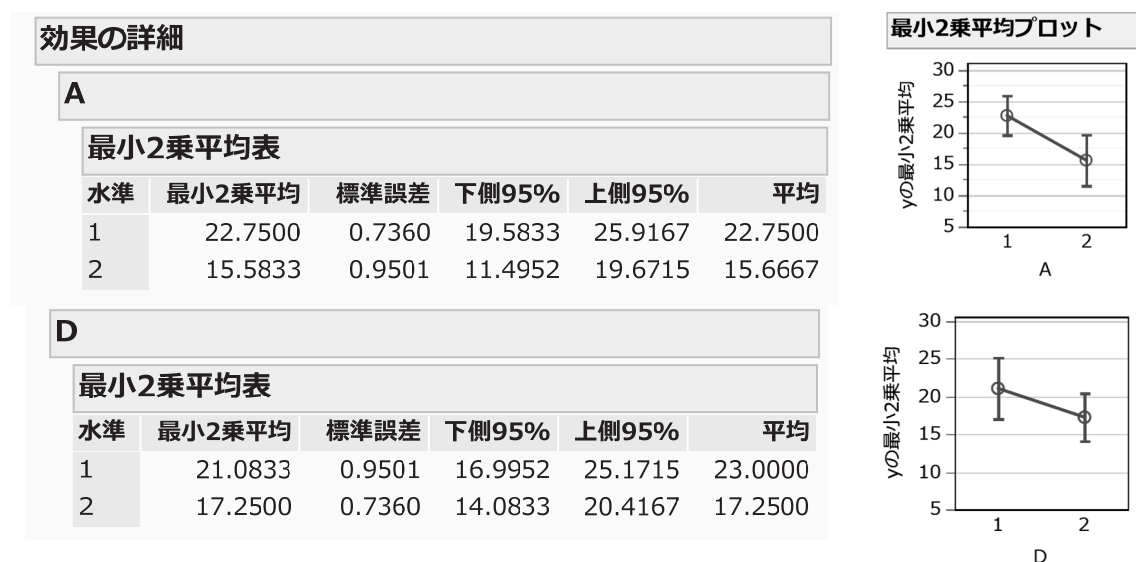 効果の詳細
A
最小2乗平均表
水準 最小2乗平均 標準誤差 下側95% 上側95% 平均
1 22.7500 0.7360 19.5833 25.9167 22.7500
2 15.5833 0.9501 11.4952 19.6715 15.6667
D
最小2乗平均表
水準 最小2乗平均 標準誤差 下側95% 上側95% 平均
1 21.0833 0.9501 16.9952 25.1715 23.0000
2 17.2500 0.7360 14.0833 20.4167 17.2500
最小2乗平均プロット
yの最小2乗平均
30
25
20
15
10
5
1 2
A
yの最小2乗平均
30
25
20
15
10
5
1 2
D